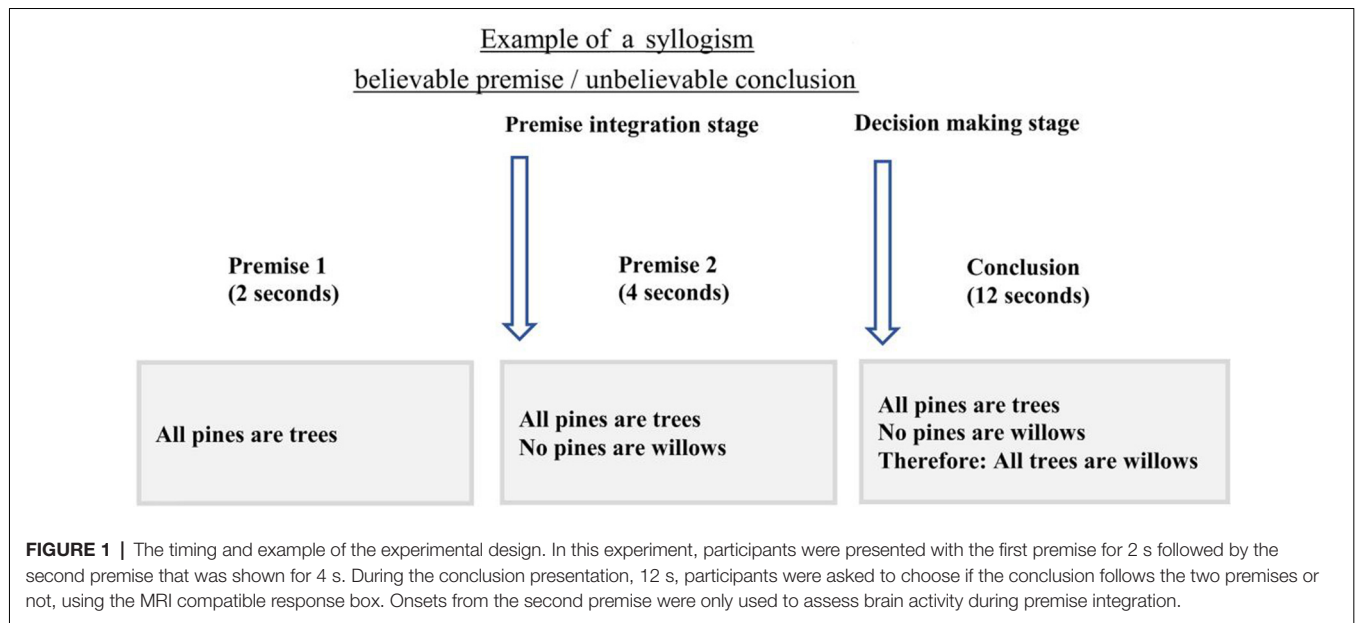 Example of a syllogism
believable premise / unbelievable conclusion
Premise integration stage
Decision making stage
Premise 1
(2 seconds)
Premise 2
(4 seconds)
Conclusion
(12 seconds)
All pines are trees
All pines are trees
No pines are willows
All pines are trees
No pines are willows
Therefore: All trees are willows
FIGURE 1 | The timing and example of the experimental design. In this experiment, participants were presented with the first premise for 2 s followed by the
second premise that was shown for 4 s. During the conclusion presentation, 12 s, participants were asked to choose if the conclusion follows the two premises or
not, using the MRI compatible response box. Onsets from the second premise were only used to assess brain activity during premise integration.